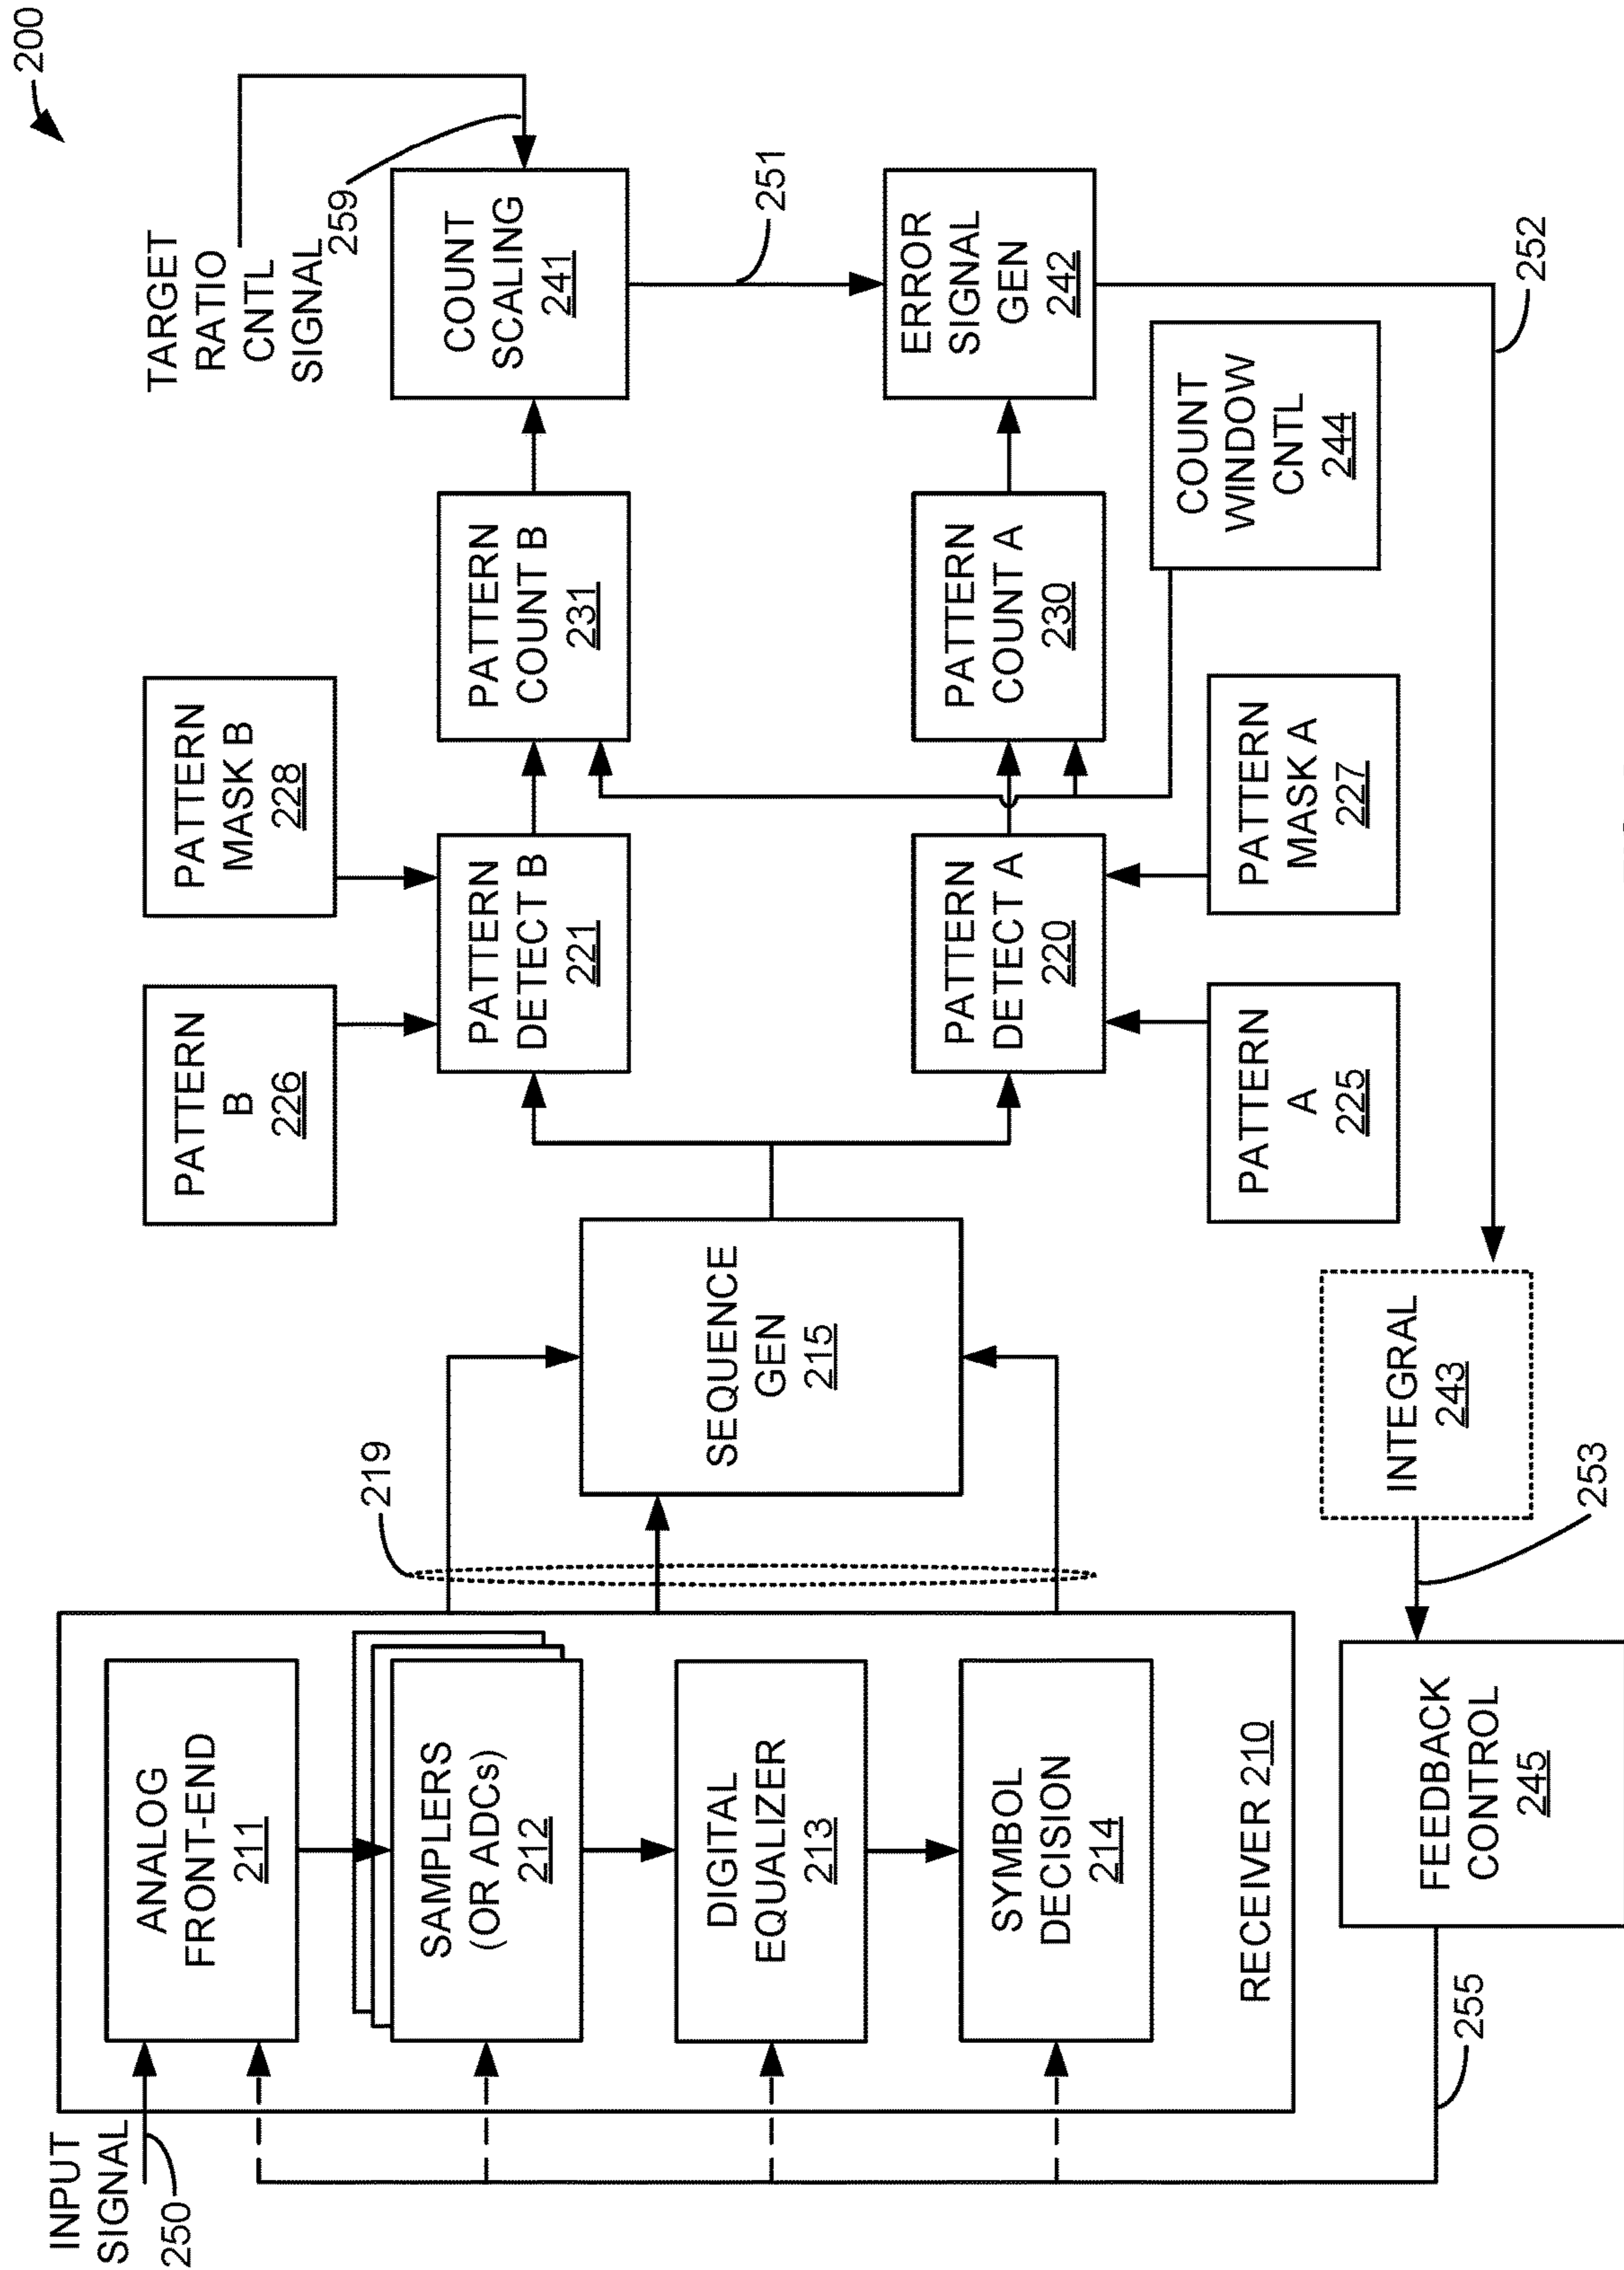 200
INPUT
SIGNAL
250
ANALOG
FRONT-END
211
SAMPLERS
(OR ADCs)
212
DIGITAL
EQUALIZER
213
SYMBOL
DECISION
214
RECEIVER 210
219
SEQUENCE
GEN
215
PATTERN
B
226
PATTERN
MASK B
228
PATTERN
DETECT B
221
PATTERN
COUNT B
231
TARGET
RATIO
CNTL
SIGNAL
259
COUNT
SCALING
241
251
PATTERN
DETECT A
220
PATTERN
COUNT A
230
ERROR
SIGNAL
GEN
242
PATTERN
A
225
PATTERN
MASK A
227
COUNT
WINDOW
CNTL
244
252
INTEGRAL
243
253
FEEDBACK
CONTROL
245
255